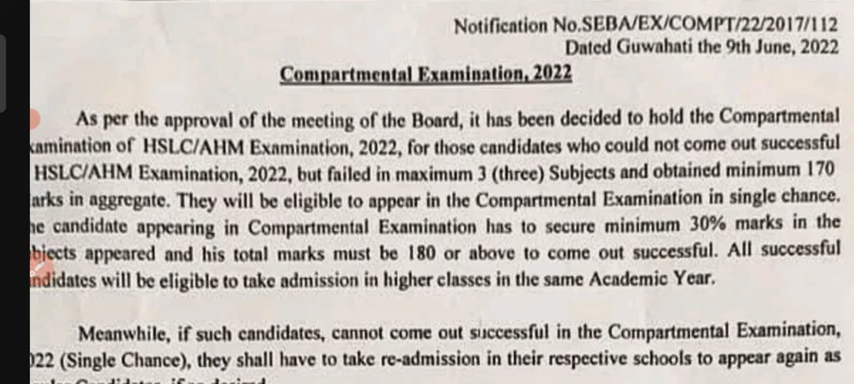 Notification No.SEBA/EX/COMPT/22/2017/112
Dated Guwahati the 9th June, 2022
Compartmental Examination, 2022
As per the approval of the meeting of the Board, it has been decided to hold the Compartmental
xamination of HSLC/AHM Examination, 2022, for those candidates who could not come out successful
HSLC/AHM Examination, 2022, but failed in maximum 3 (three) Subjects and obtained minimum 170
arks in aggregate. They will be eligible to appear in the Compartmental Examination in single chance.
he candidate appearing in Compartmental Examination has to secure minimum 30% marks in the
bjects appeared and his total marks must be 180 or above to come out successful. All successful
ndidates will be eligible to take admission in higher classes in the same Academic Year.
Meanwhile, if such candidates, cannot come out successful in the Compartmental Examination,
022 (Single Chance), they shall have to take re-admission in their respective schools to appear again as